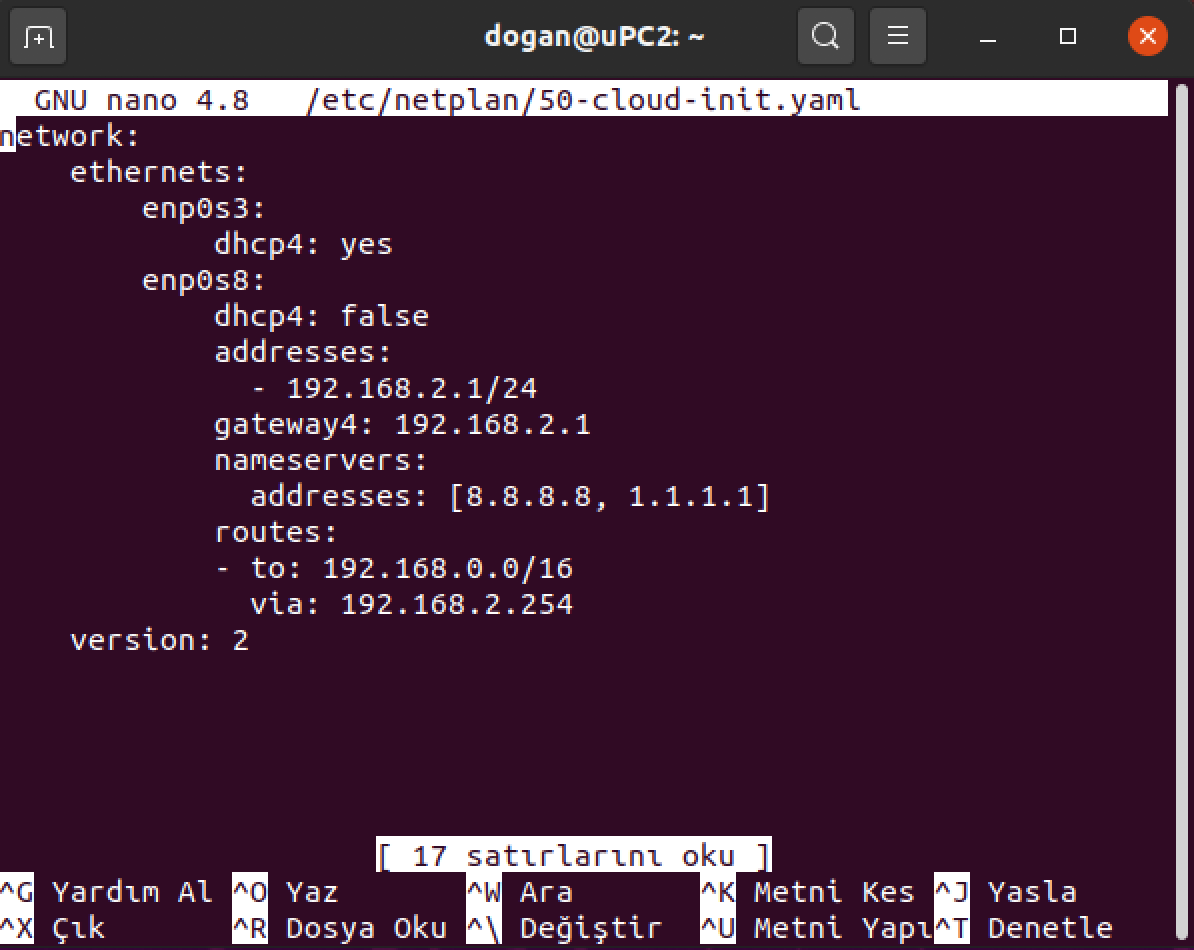 dogan@uPC2: ~
GNU nano 4.8 /etc/netplan/50-cloud-init.yaml
network:
    ethernets:
        enp0s3:
            dhcp4: yes
        enp0s8:
            dhcp4: false
            addresses:
              - 192.168.2.1/24
            gateway4: 192.168.2.1
            nameservers:
              addresses: [8.8.8.8, 1.1.1.1]
            routes:
            - to: 192.168.0.0/16
              via: 192.168.2.254
    version: 2
[ 17 satırlarını oku ]
^G Yardım Al ^O Yaz ^W Ara ^K Metni Kes ^J Yasla
^X Çık ^R Dosya Oku ^\ Değiştir ^U Metni Yapı^T Denetle